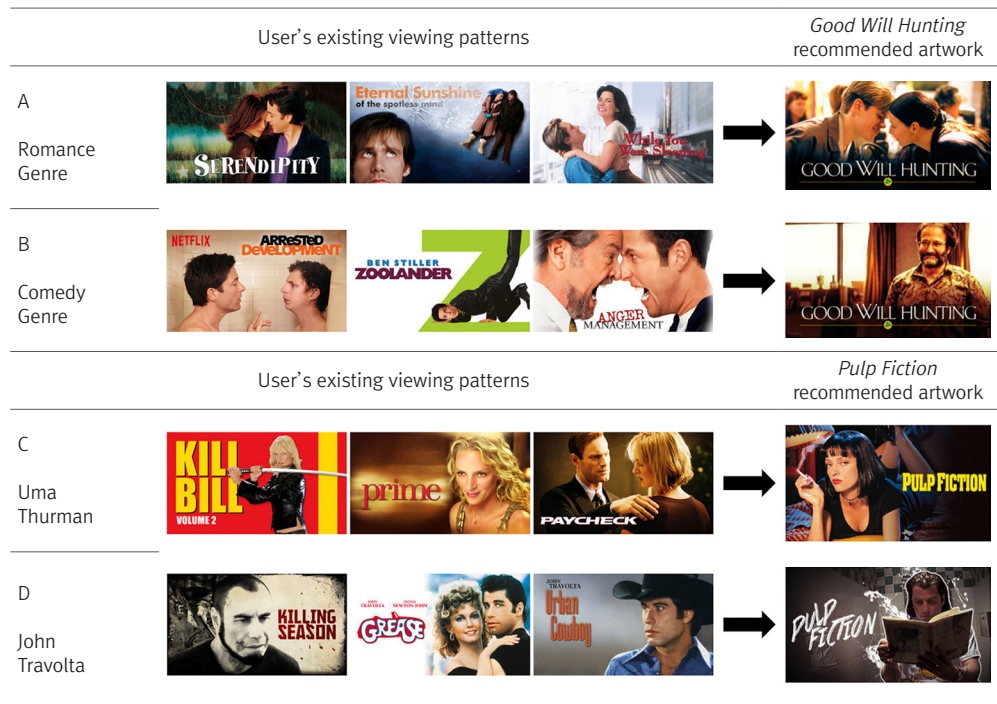 User's existing viewing patterns
Good Will Hunting
recommended artwork
A
Romance
Genre
SERENDIPITY
Eternal Sunshine
of the spotless mind
While You
Were Sleeping
GOOD WILL HUNTING
B
Comedy
Genre
NETFLIX
ARRESTED
DEVELOPMENT
BEN STILLER
ZOOLANDER
ANGER
MANAGEMENT
GOOD WILL HUNTING
User's existing viewing patterns
Pulp Fiction
recommended artwork
C
Uma
Thurman
KILL
BILL
VOLUME 2
prime
PAYCHECK
PULP FICTION
D
John
Travolta
KILLING
SEASON
JOHN TRAVOLTA
OLIVIA NEWTON-JOHN
GREASE
JOHN
TRAVOLTA
Urban
Cowboy
PULP
FICTION